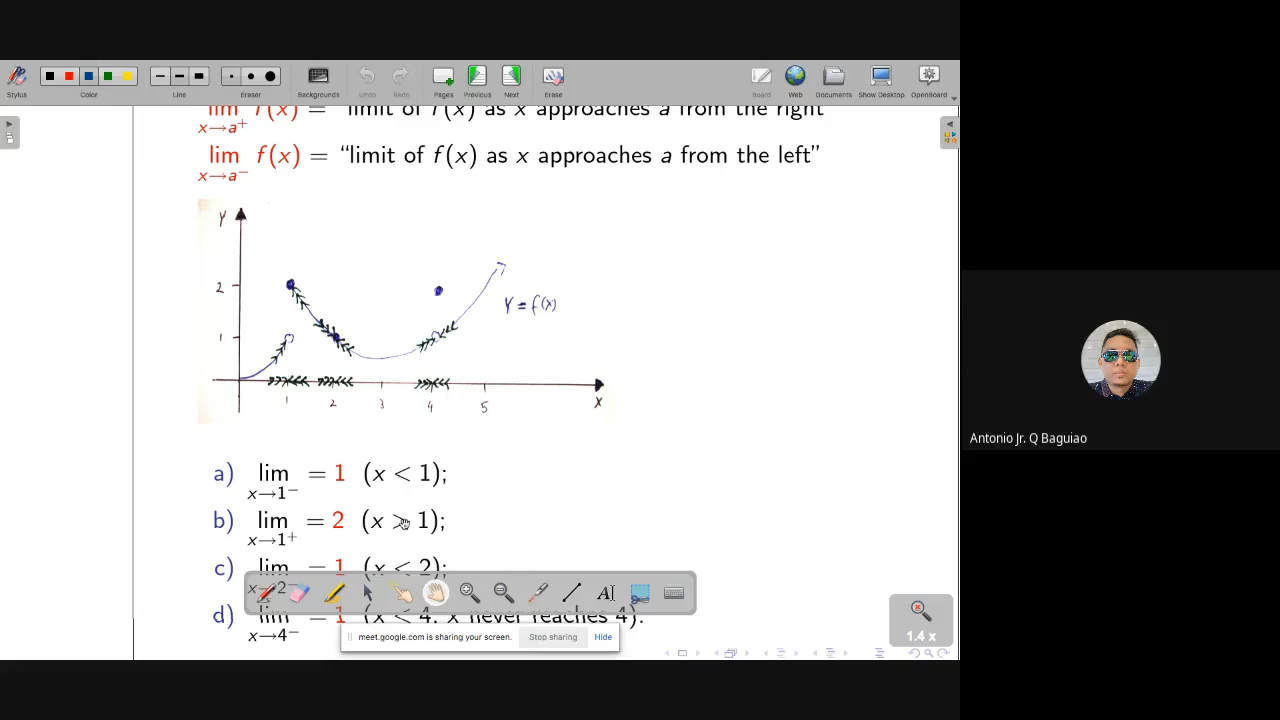 Stylus Color Line Eraser Backgrounds Undo Redo Pages Previous Next Erase Board Web Documents Show Desktop OpenBoard
lim x→a⁺ f(x) = “limit of f(x) as x approaches a from the right”
lim x→a⁻ f(x) = “limit of f(x) as x approaches a from the left”
Y
2
1
Y = f(x)
1 2 3 4 5 X
Antonio Jr. Q Baguiao
a) lim x→1⁻ = 1 (x < 1);
b) lim x→1⁺ = 2 (x > 1);
c) lim x→2⁻ = 1 (x < 2);
d) lim x→4⁻ = 1 (x < 4, x never reaches 4).
A
meet.google.com is sharing your screen. Stop sharing Hide
1.4 x